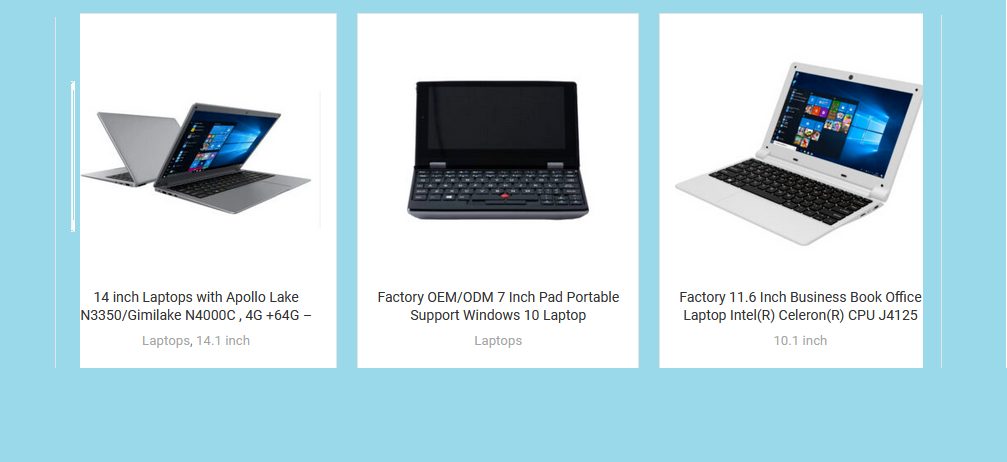 14 inch Laptops with Apollo Lake
N3350/Gimilake N4000C , 4G +64G –
Laptops, 14.1 inch
Factory OEM/ODM 7 Inch Pad Portable
Support Windows 10 Laptop
Laptops
Factory 11.6 Inch Business Book Office
Laptop Intel(R) Celeron(R) CPU J4125
10.1 inch